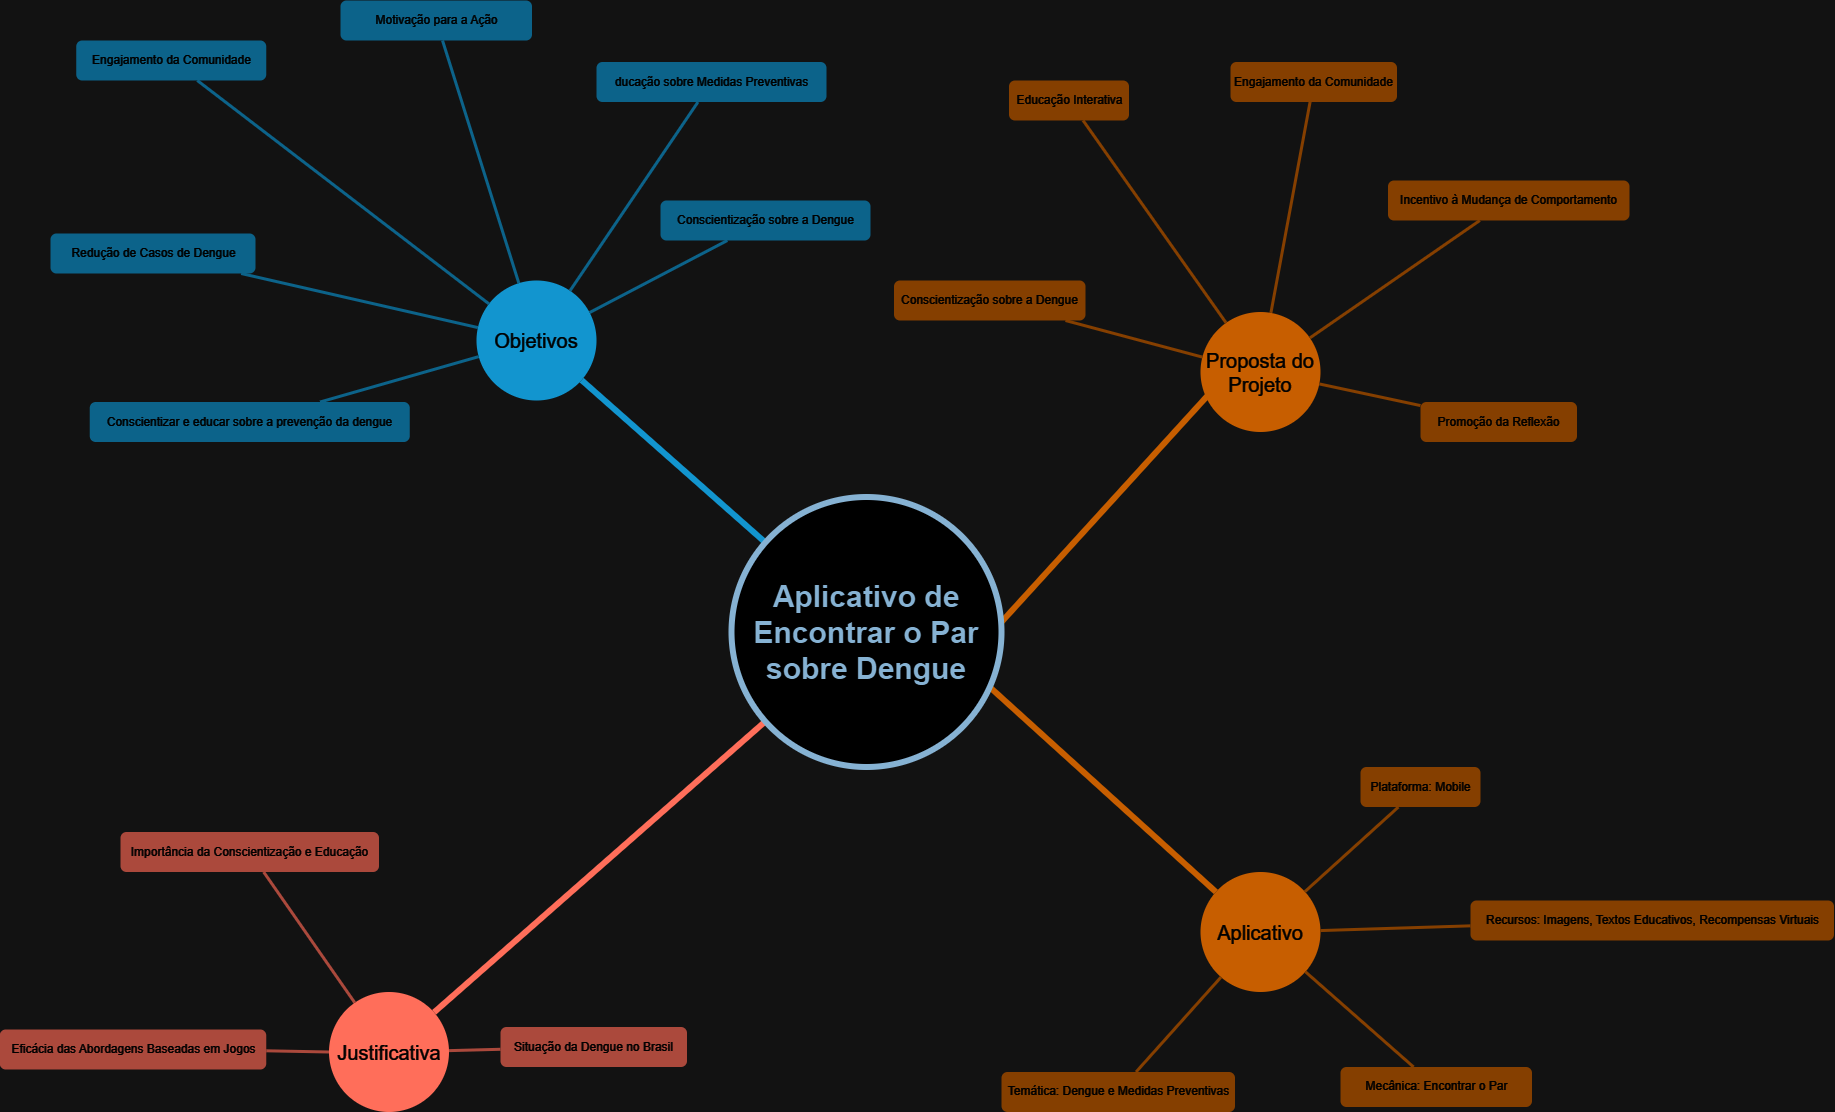 Motivação para a Ação
Engajamento da Comunidade
ducação sobre Medidas Preventivas
Conscientização sobre a Dengue
Redução de Casos de Dengue
Objetivos
Conscientizar e educar sobre a prevenção da dengue
Educação Interativa
Engajamento da Comunidade
Incentivo à Mudança de Comportamento
Conscientização sobre a Dengue
Proposta do
Projeto
Promoção da Reflexão
Aplicativo de
Encontrar o Par
sobre Dengue
Importância da Conscientização e Educação
Eficácia das Abordagens Baseadas em Jogos
Justificativa
Situação da Dengue no Brasil
Plataforma: Mobile
Recursos: Imagens, Textos Educativos, Recompensas Virtuais
Aplicativo
Temática: Dengue e Medidas Preventivas
Mecânica: Encontrar o Par